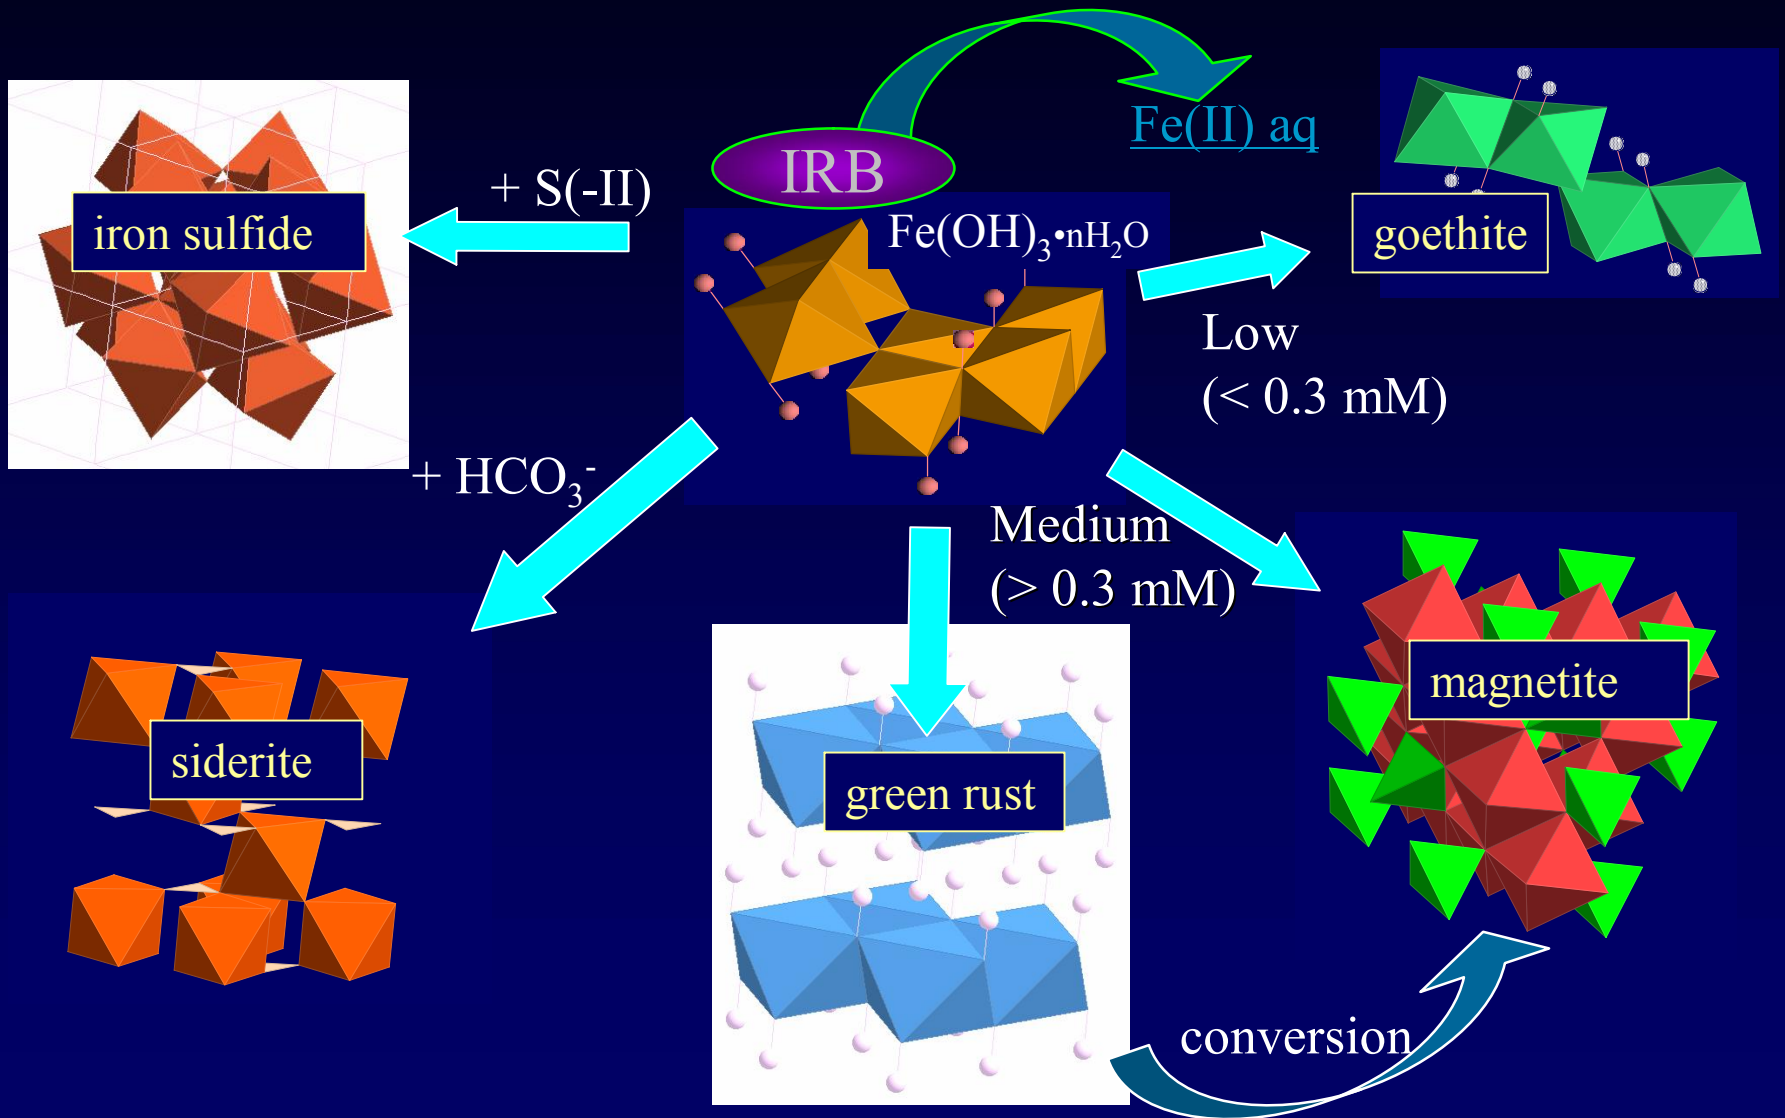 Fe(II) aq
IRB
+ S(-II)
iron sulfide
Fe(OH)₃•nH₂O
goethite
Low
(< 0.3 mM)
+ HCO₃⁻
Medium
(> 0.3 mM)
magnetite
siderite
green rust
conversion